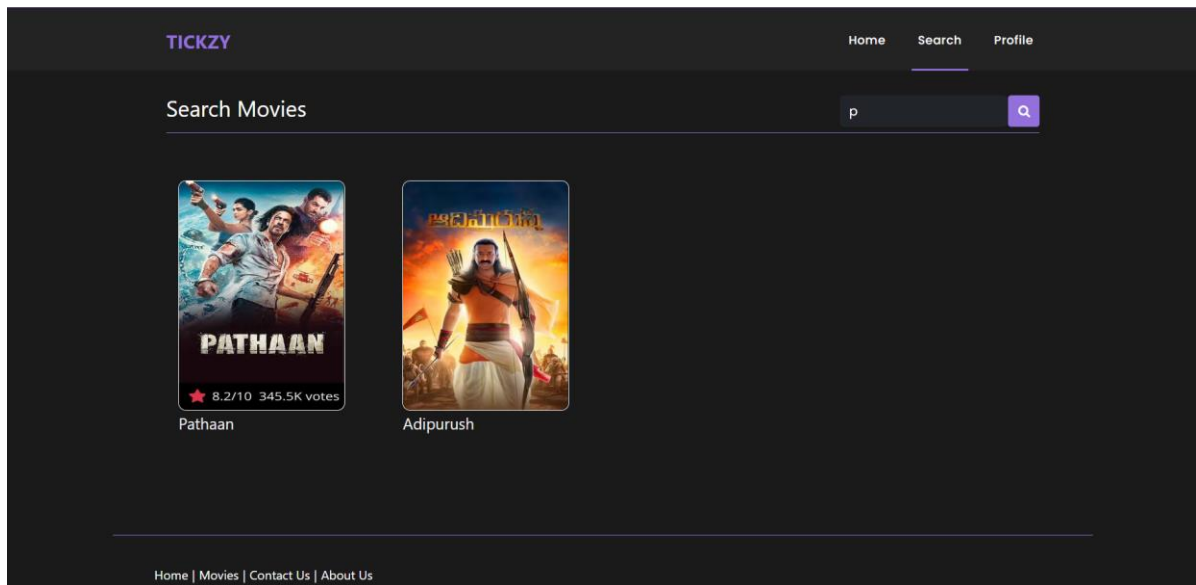 TICKZY
Home Search Profile
Search Movies
p
ఆదిపురుష్
PATHAAN
8.2/10 345.5K votes
Pathaan
Adipurush
Home | Movies | Contact Us | About Us